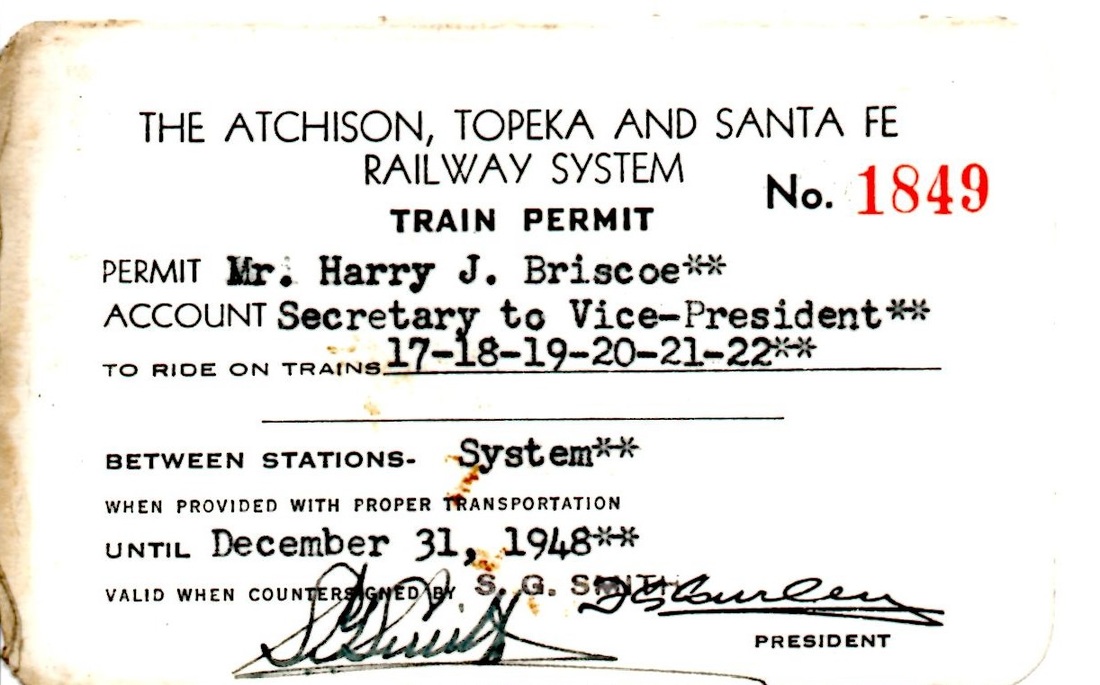 THE ATCHISON, TOPEKA AND SANTA FE
RAILWAY SYSTEM
No. 1849
TRAIN PERMIT
PERMIT Mr. Harry J. Briscoe**
ACCOUNT Secretary to Vice-President**
TO RIDE ON TRAINS 17-18-19-20-21-22**
BETWEEN STATIONS- System**
WHEN PROVIDED WITH PROPER TRANSPORTATION
UNTIL December 31, 1948**
VALID WHEN COUNTERSIGNED BY S. G. SMITH
S G Smith
PRESIDENT